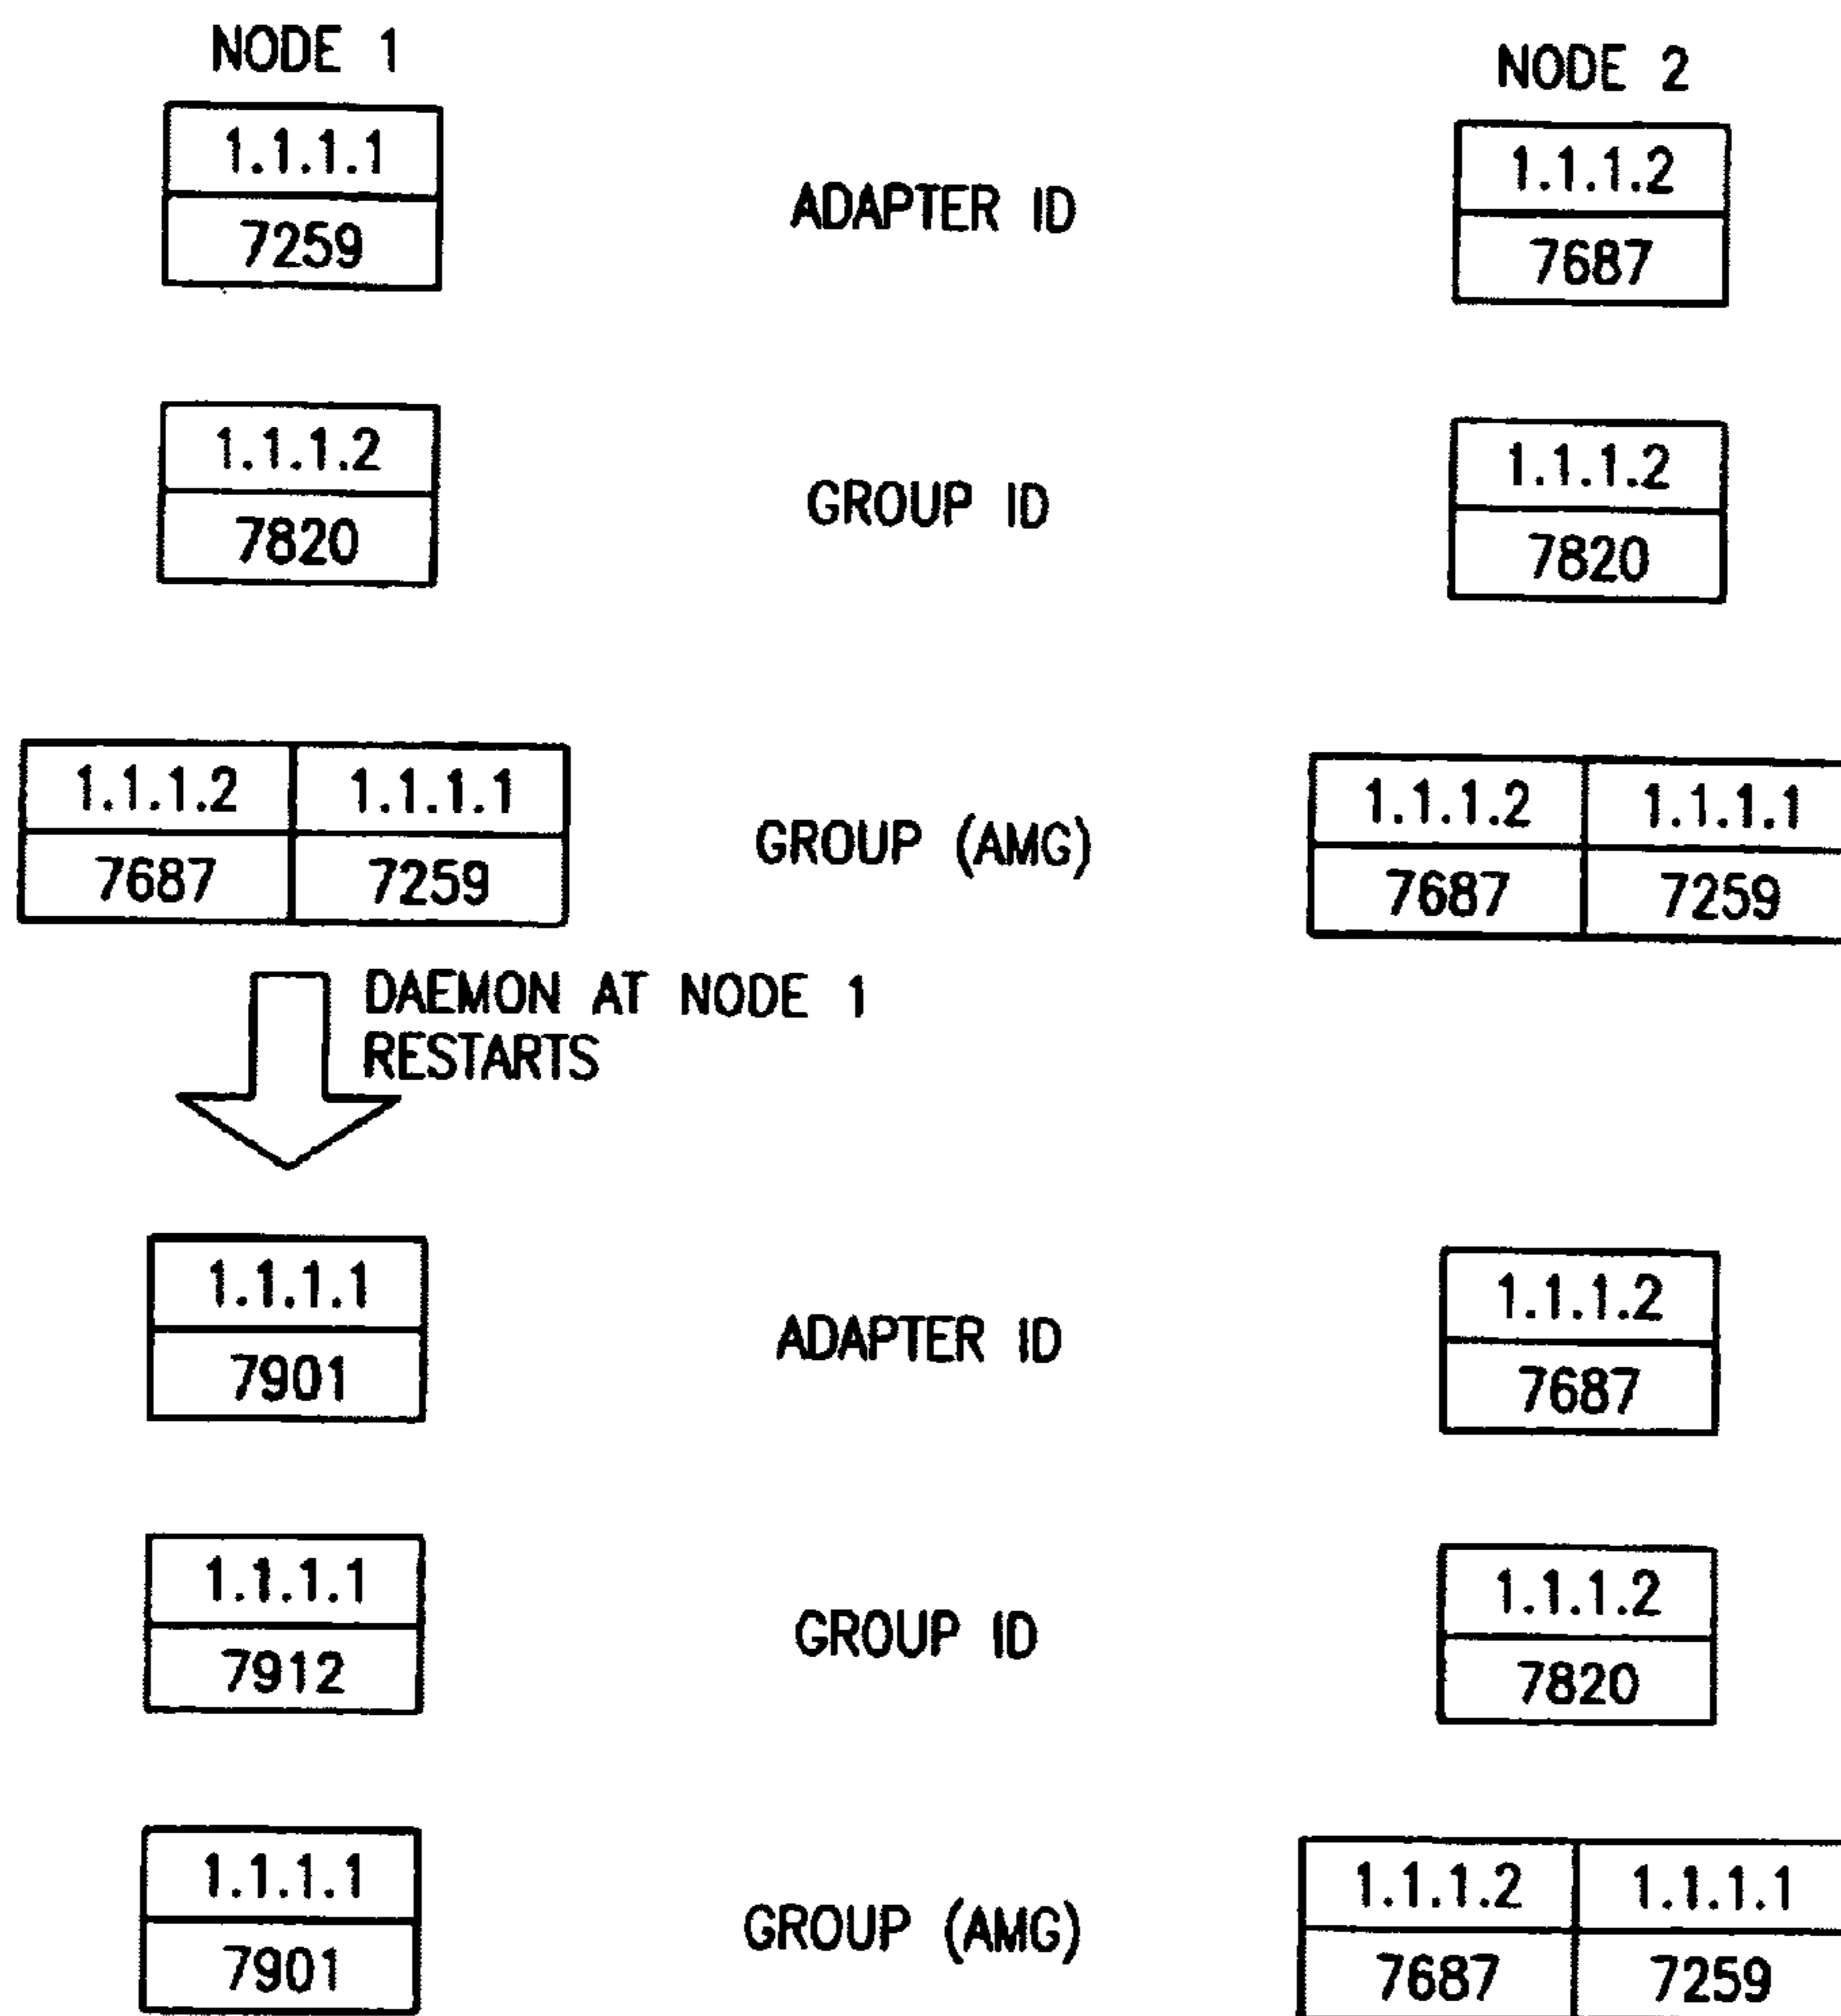 NODE 1
NODE 2
1.1.1.1
ADAPTER ID
1.1.1.2
7259
7687
1.1.1.2
GROUP ID
1.1.1.2
7820
7820
1.1.1.2 1.1.1.1
GROUP (AMG)
1.1.1.2 1.1.1.1
7687 7259
7687 7259
DAEMON AT NODE 1
RESTARTS
1.1.1.1
ADAPTER ID
1.1.1.2
7901
7687
1.1.1.1
GROUP ID
1.1.1.2
7912
7820
1.1.1.1
GROUP (AMG)
1.1.1.2 1.1.1.1
7901
7687 7259